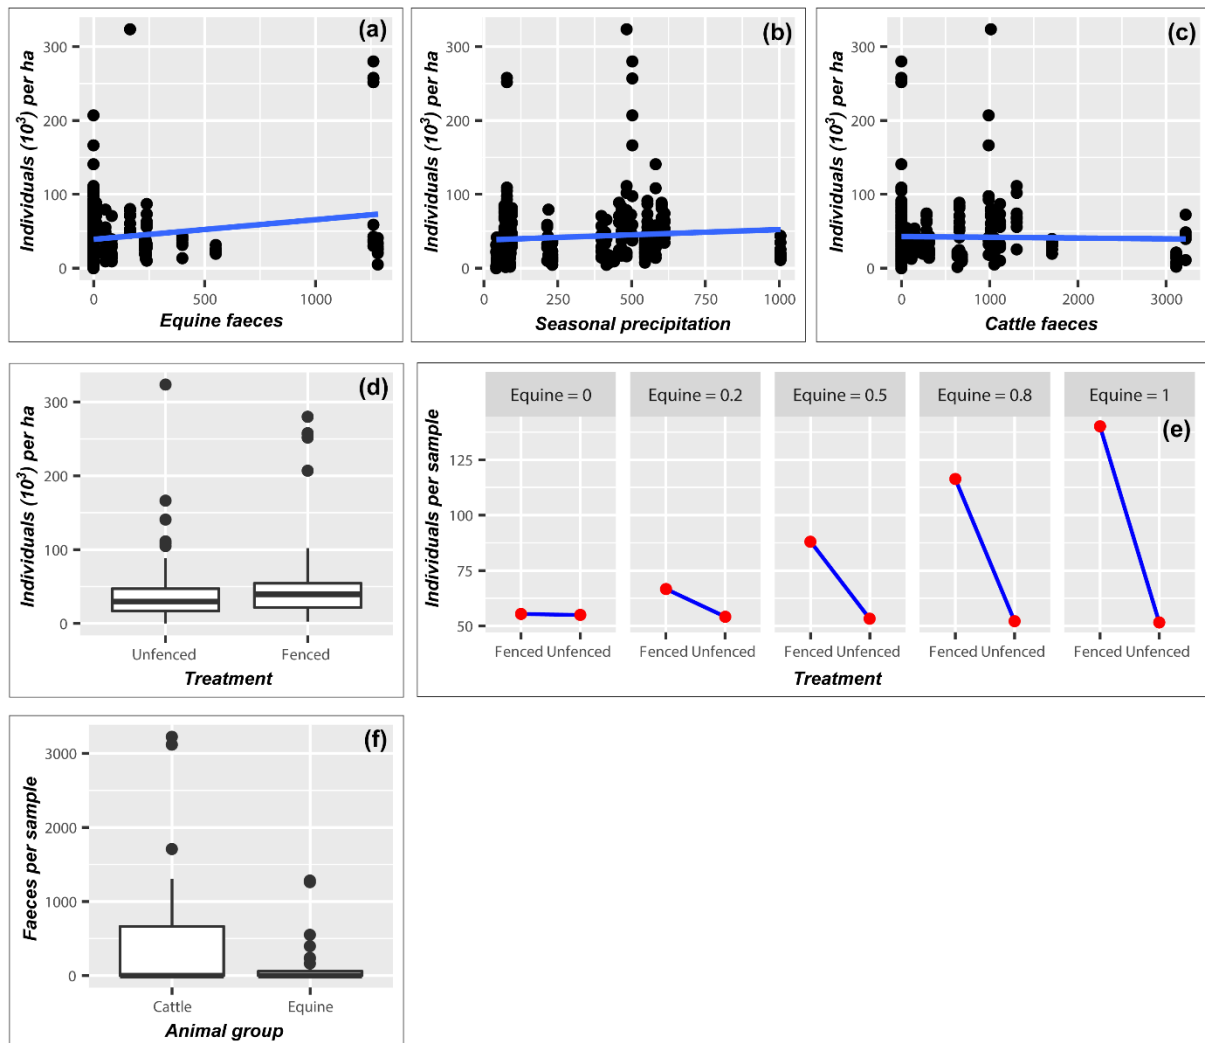 (a)
Individuals (10³) per ha
300
200
100
0
0 500 1000
Equine faeces
(b)
Individuals (10³) per ha
300
200
100
0
0 250 500 750 1000
Seasonal precipitation
(c)
Individuals (10³) per ha
300
200
100
0
0 1000 2000 3000
Cattle faeces
(d)
Individuals (10³) per ha
300
200
100
0
Unfenced Fenced
Treatment
Equine = 0 Equine = 0.2 Equine = 0.5 Equine = 0.8 Equine = 1
(e)
Individuals per sample
125
100
75
50
Fenced Unfenced Fenced Unfenced Fenced Unfenced Fenced Unfenced Fenced Unfenced
Treatment
(f)
Faeces per sample
3000
2000
1000
0
Cattle Equine
Animal group